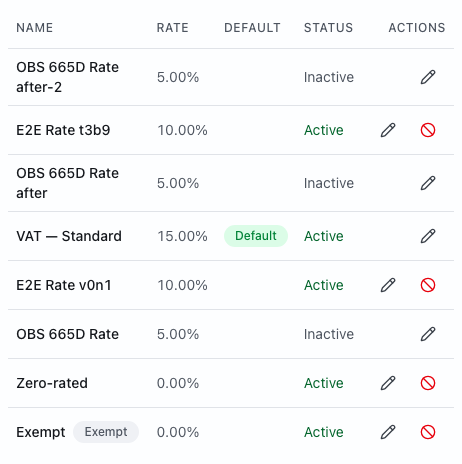 NAME RATE DEFAULT STATUS ACTIONS
OBS 665D Rate
after-2 5.00% Inactive
E2E Rate t3b9 10.00% Active
OBS 665D Rate
after 5.00% Inactive
VAT — Standard 15.00% Default Active
E2E Rate v0n1 10.00% Active
OBS 665D Rate 5.00% Inactive
Zero-rated 0.00% Active
Exempt Exempt 0.00% Active